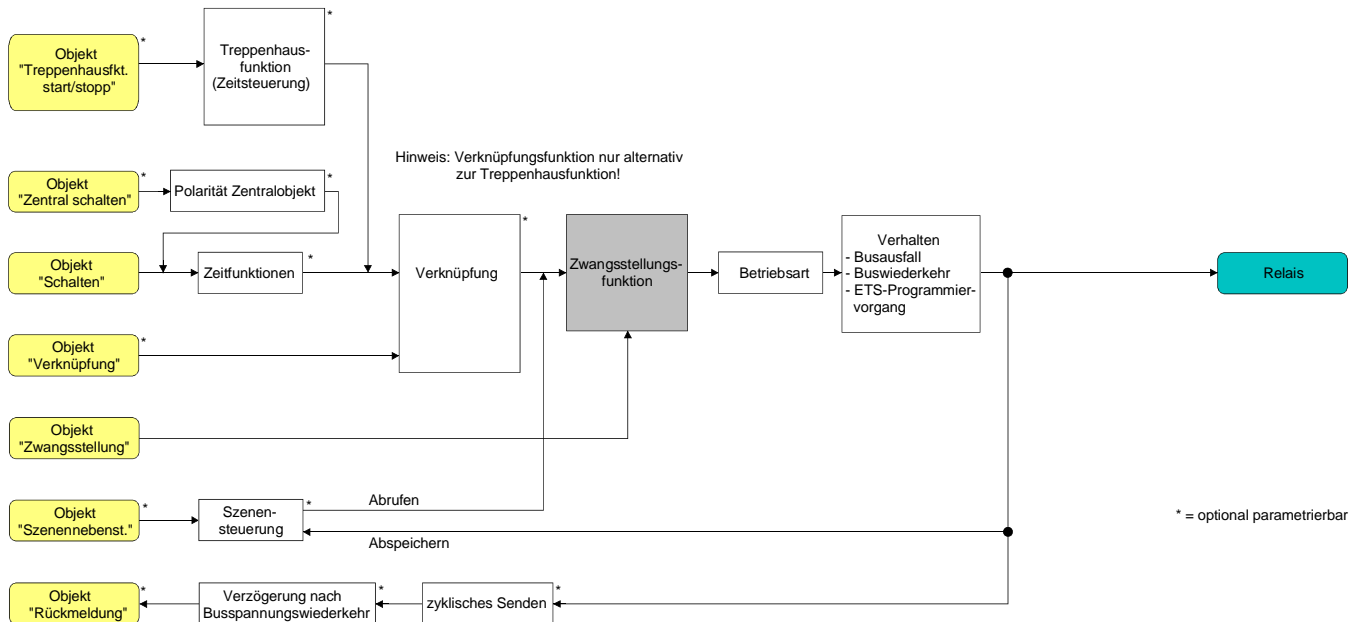 *
*
Objekt
"Treppenhausfkt.
start/stopp"
Treppenhaus-
funktion
(Zeitsteuerung)
Hinweis: Verknüpfungsfunktion nur alternativ
zur Treppenhausfunktion!
*
*
Objekt
"Zentral schalten"
Polarität Zentralobjekt
*
*
Objekt
"Schalten"
Zeitfunktionen
Verknüpfung
Zwangsstellungs-
funktion
Betriebsart
Verhalten
- Busausfall
- Buswiederkehr
- ETS-Programmier-
vorgang
Relais
*
Objekt
"Verknüpfung"
Objekt
"Zwangsstellung"
*
*
Objekt
"Szenennebenst."
Szenen-
steuerung
Abrufen
Abspeichern
* = optional parametrierbar
*
*
*
Objekt
"Rückmeldung"
Verzögerung nach
Busspannungswiederkehr
zyklisches Senden